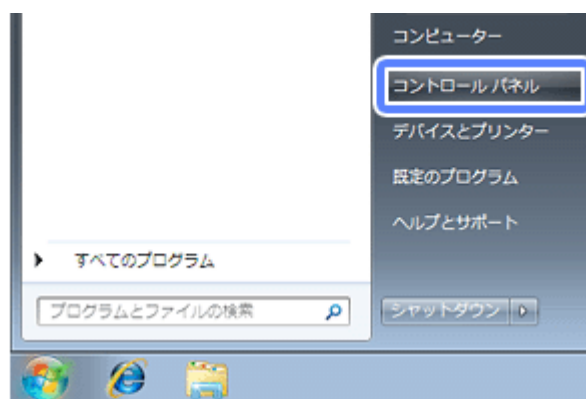 コンピューター
コントロール パネル
デバイスとプリンター
既定のプログラム
ヘルプとサポート
すべてのプログラム
プログラムとファイルの検索
シャットダウン